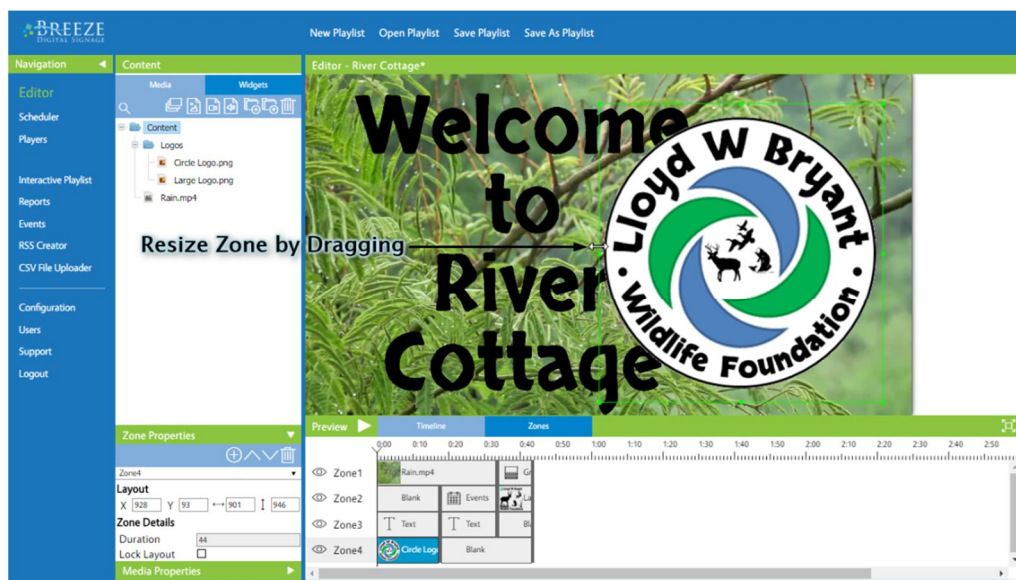 BREEZE
DIGITAL SIGNAGE
New Playlist Open Playlist Save Playlist Save As Playlist
Navigation
Editor
Scheduler
Players
Interactive Playlist
Reports
Events
RSS Creator
CSV File Uploader
Configuration
Users
Support
Logout
Content
Media Widgets
Content
Logos
Circle Logo.png
Large Logo.png
Rain.mp4
Zone Properties
Zone4
Layout
X 928 Y 93 901 946
Zone Details
Duration 44
Lock Layout
Media Properties
Editor - River Cottage*
Welcome
to
River
Cottage
Lloyd W Bryant
• Wildlife Foundation •
Resize Zone by Dragging
Preview Timeline Zones
0:00 0:10 0:20 0:30 0:40 0:50 1:00 1:10 1:20 1:30 1:40 1:50 2:00 2:10 2:20 2:30 2:40 2:50
Zone1 Rain.mp4 Gr
Zone2 Blank Events La
Zone3 Text Text Bl
Zone4 Circle Logo Blank